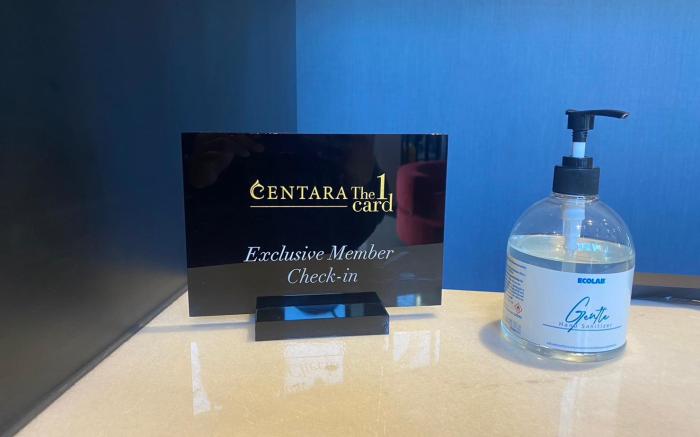 CENTARA The 1
card
Exclusive Member
Check-in
ECOLAB
Gentle
Hand Sanitizer